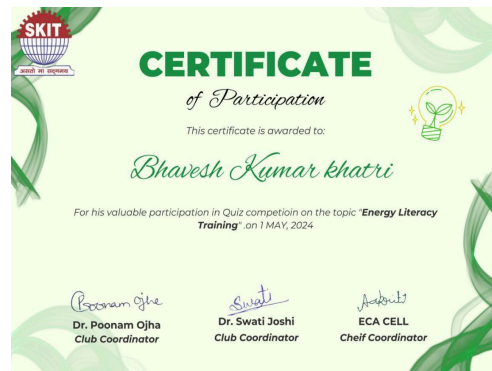 SKIT
असतो मा सद्गमय
CERTIFICATE
of Participation
This certificate is awarded to:
Bhavesh Kumar khatri
For his valuable participation in Quiz competioin on the topic "Energy Literacy
Training" .on 1 MAY, 2024
Poonam Ojha
Swati
Aakriti
Dr. Poonam Ojha
Dr. Swati Joshi
ECA CELL
Club Coordinator
Club Coordinator
Cheif Coordinator